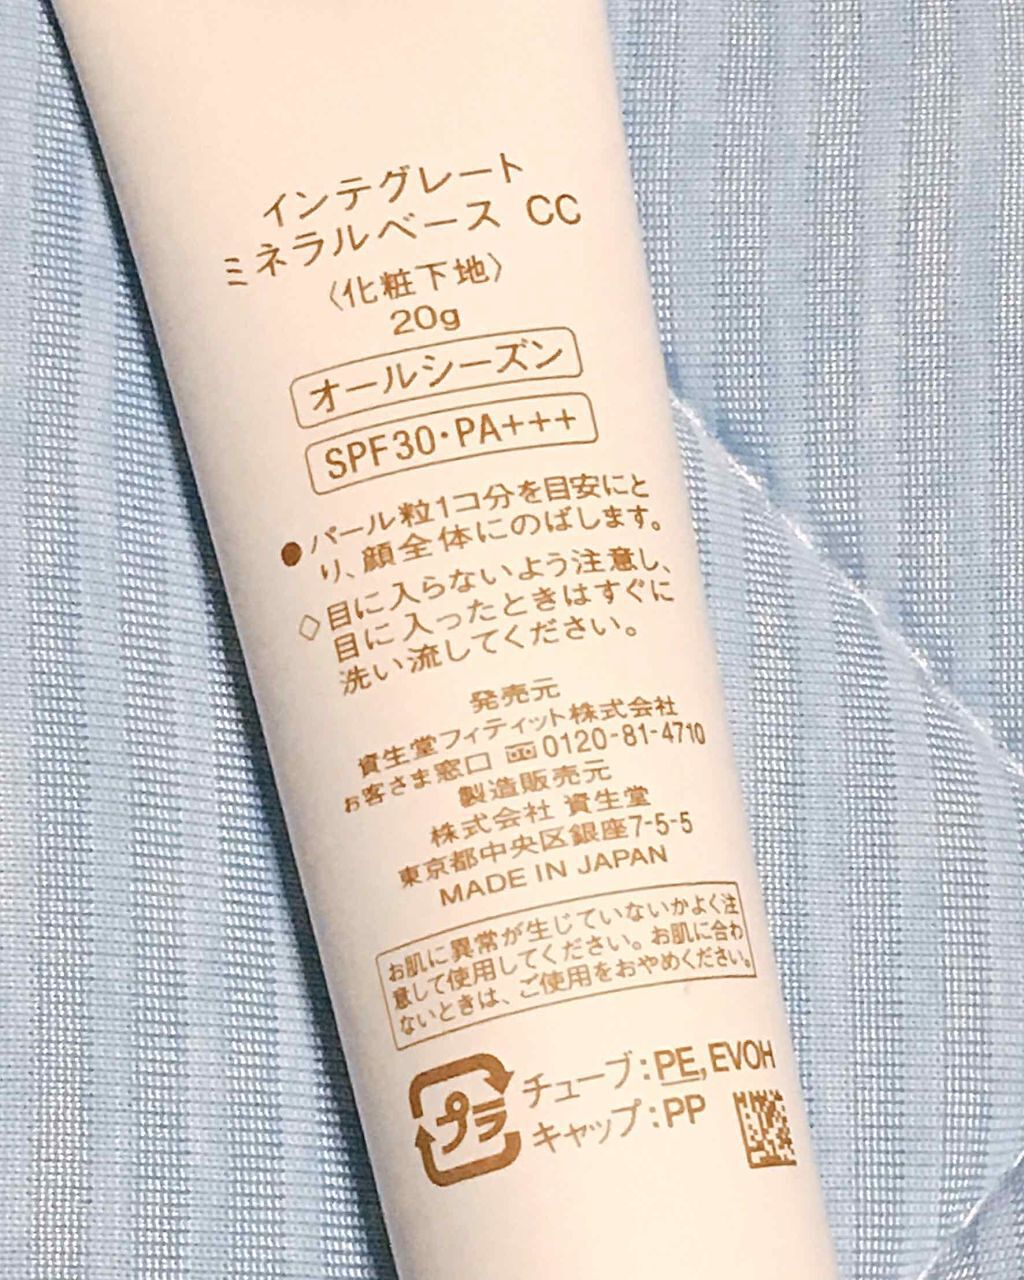 インテグレート
ミネラルベース CC
〈化粧下地〉
20g
オールシーズン
SPF30・PA+++
●パール粒1コ分を目安にと
り、顔全体にのばします。
◇目に入らないよう注意し、
目に入ったときはすぐに
洗い流してください。
発売元
資生堂フィティット株式会社
お客さま窓口 0120-81-4710
製造販売元
株式会社 資生堂
東京都中央区銀座7-5-5
MADE IN JAPAN
お肌に異常が生じていないかよく注
意して使用してください。お肌に合わ
ないときは、ご使用をおやめください。
プラ
チューブ:PE,EVOH
キャップ:PP